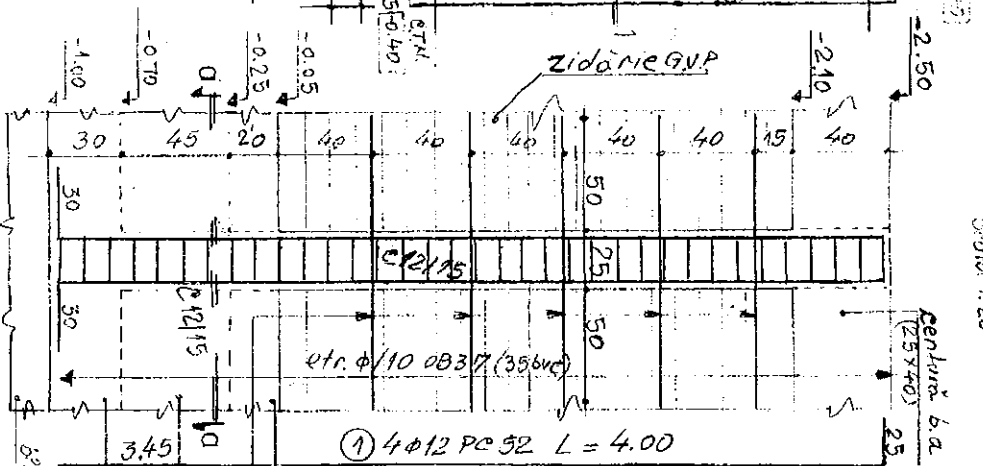 -1.00
-0.70
-0.25
-0.05
-2.10
-2.50
a
zidărie G.V.P
30 45 20 40 40 40 40 40 15 40
30
50
C12/15
25
centură b.a
(25x40)
30
C12/15
50
etr. ϕ/10 OB37 (35buc)
a
3.45
① 4ϕ12 PC52 L = 4.00
25